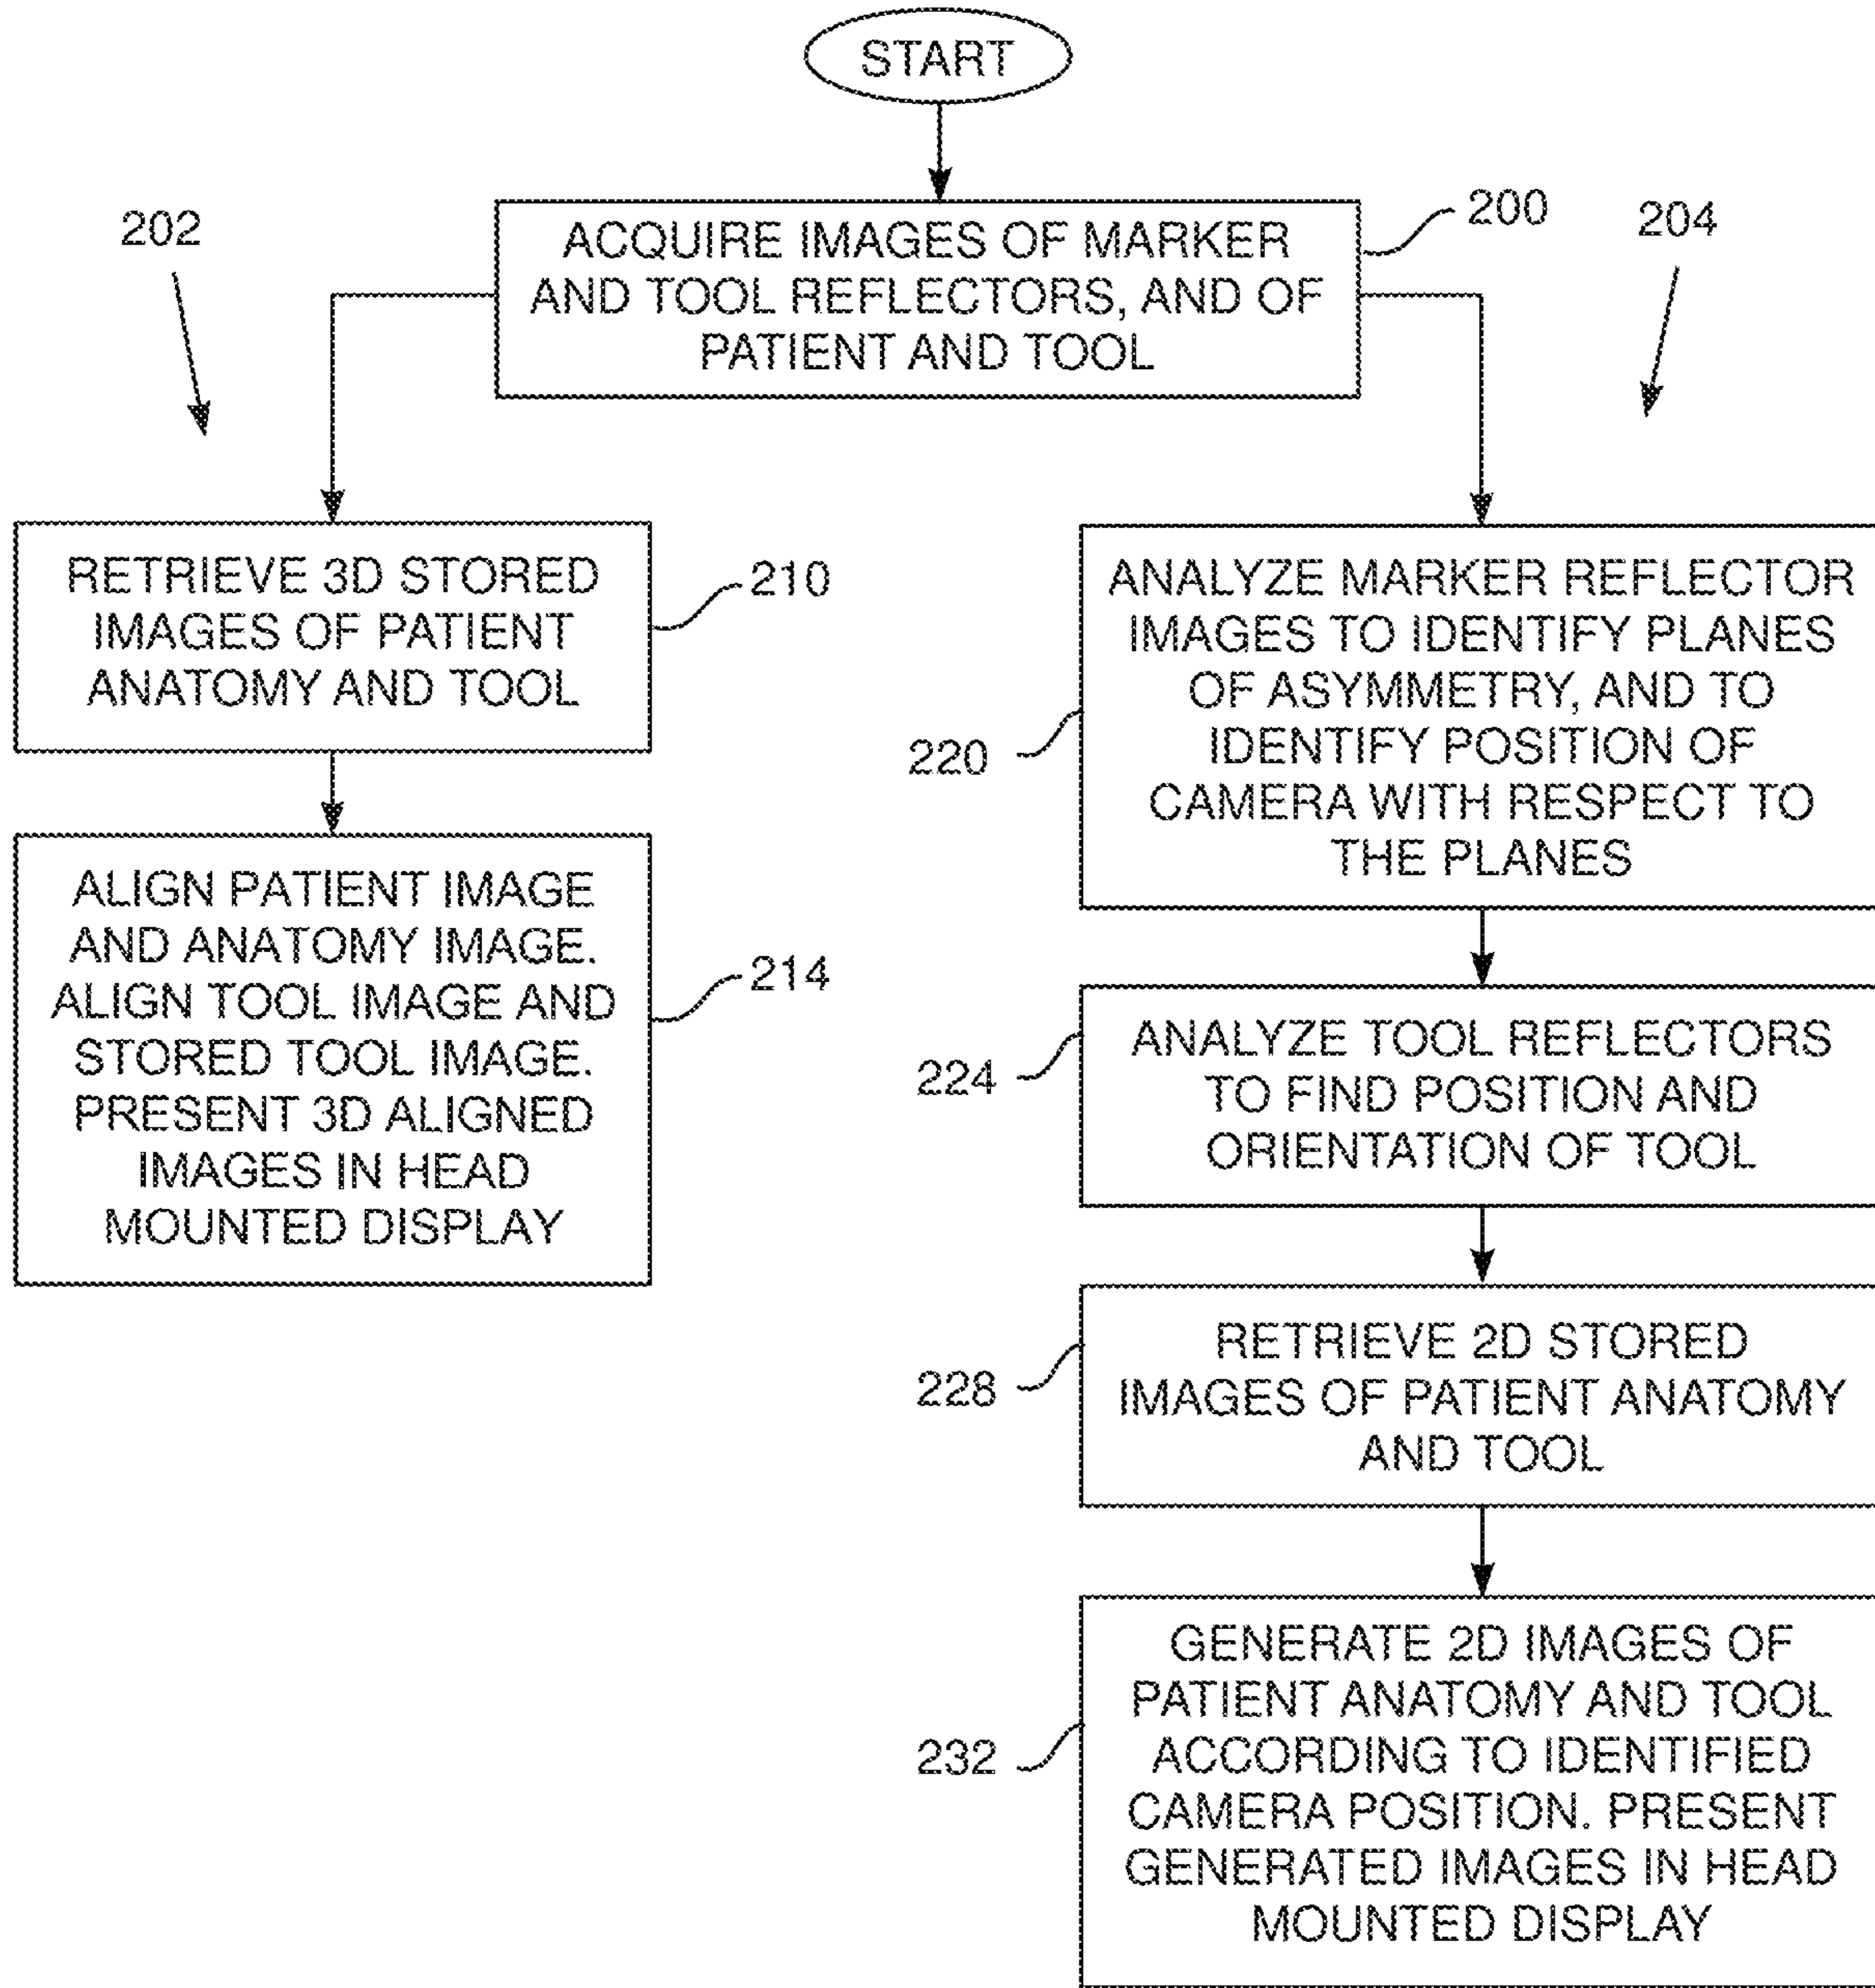 START
202
ACQUIRE IMAGES OF MARKER
AND TOOL REFLECTORS, AND OF
PATIENT AND TOOL
200
204
RETRIEVE 3D STORED
IMAGES OF PATIENT
ANATOMY AND TOOL
210
ALIGN PATIENT IMAGE
AND ANATOMY IMAGE.
ALIGN TOOL IMAGE AND
STORED TOOL IMAGE.
PRESENT 3D ALIGNED
IMAGES IN HEAD
MOUNTED DISPLAY
214
ANALYZE MARKER REFLECTOR
IMAGES TO IDENTIFY PLANES
OF ASYMMETRY, AND TO
IDENTIFY POSITION OF
CAMERA WITH RESPECT TO
THE PLANES
220
ANALYZE TOOL REFLECTORS
TO FIND POSITION AND
ORIENTATION OF TOOL
224
RETRIEVE 2D STORED
IMAGES OF PATIENT ANATOMY
AND TOOL
228
GENERATE 2D IMAGES OF
PATIENT ANATOMY AND TOOL
ACCORDING TO IDENTIFIED
CAMERA POSITION. PRESENT
GENERATED IMAGES IN HEAD
MOUNTED DISPLAY
232